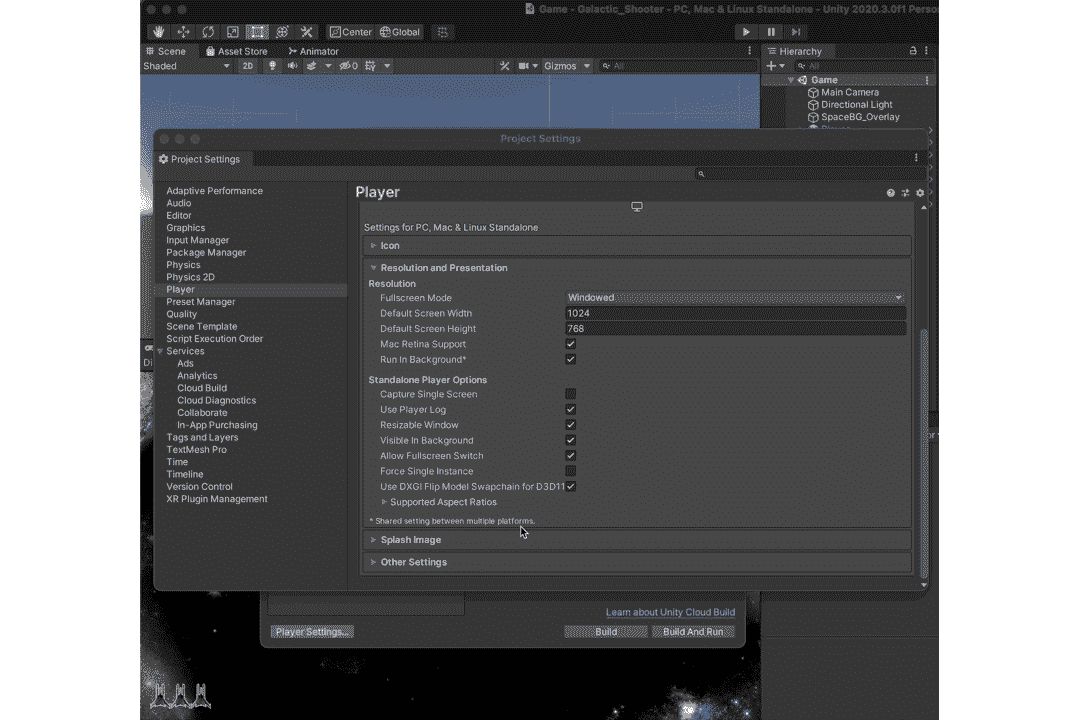 Game - Galactic_Shooter - PC, Mac & Linux Standalone - Unity 2020.3.0f1 Perso
Center Global
Scene Asset Store Animator
Hierarchy
Shaded 2D 0 Gizmos All
All
Game
Main Camera
Directional Light
SpaceBG_Overlay
Project Settings
Project Settings
Adaptive Performance
Audio
Editor
Graphics
Input Manager
Package Manager
Physics
Physics 2D
Player
Preset Manager
Quality
Scene Template
Script Execution Order
Services
Ads
Analytics
Cloud Build
Cloud Diagnostics
Collaborate
In-App Purchasing
Tags and Layers
TextMesh Pro
Time
Timeline
Version Control
XR Plugin Management
Player
Settings for PC, Mac & Linux Standalone
Icon
Resolution and Presentation
Resolution
Fullscreen Mode Windowed
Default Screen Width 1024
Default Screen Height 768
Mac Retina Support
Run In Background*
Standalone Player Options
Capture Single Screen
Use Player Log
Resizable Window
Visible In Background
Allow Fullscreen Switch
Force Single Instance
Use DXGI Flip Model Swapchain for D3D11
Supported Aspect Ratios
* Shared setting between multiple platforms.
Splash Image
Other Settings
Di
or
Learn about Unity Cloud Build
Player Settings... Build Build And Run